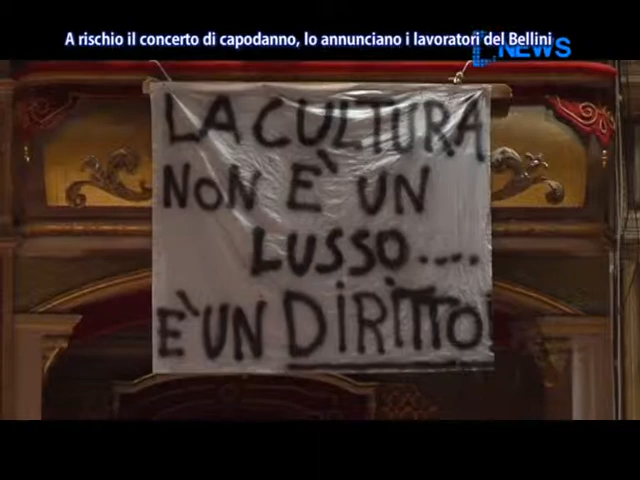 A rischio il concerto di capodanno, lo annunciano i lavoratori del Bellini
NEWS
LA CULTURA
NON È UN
LUSSO....
E' UN DIRITTO!